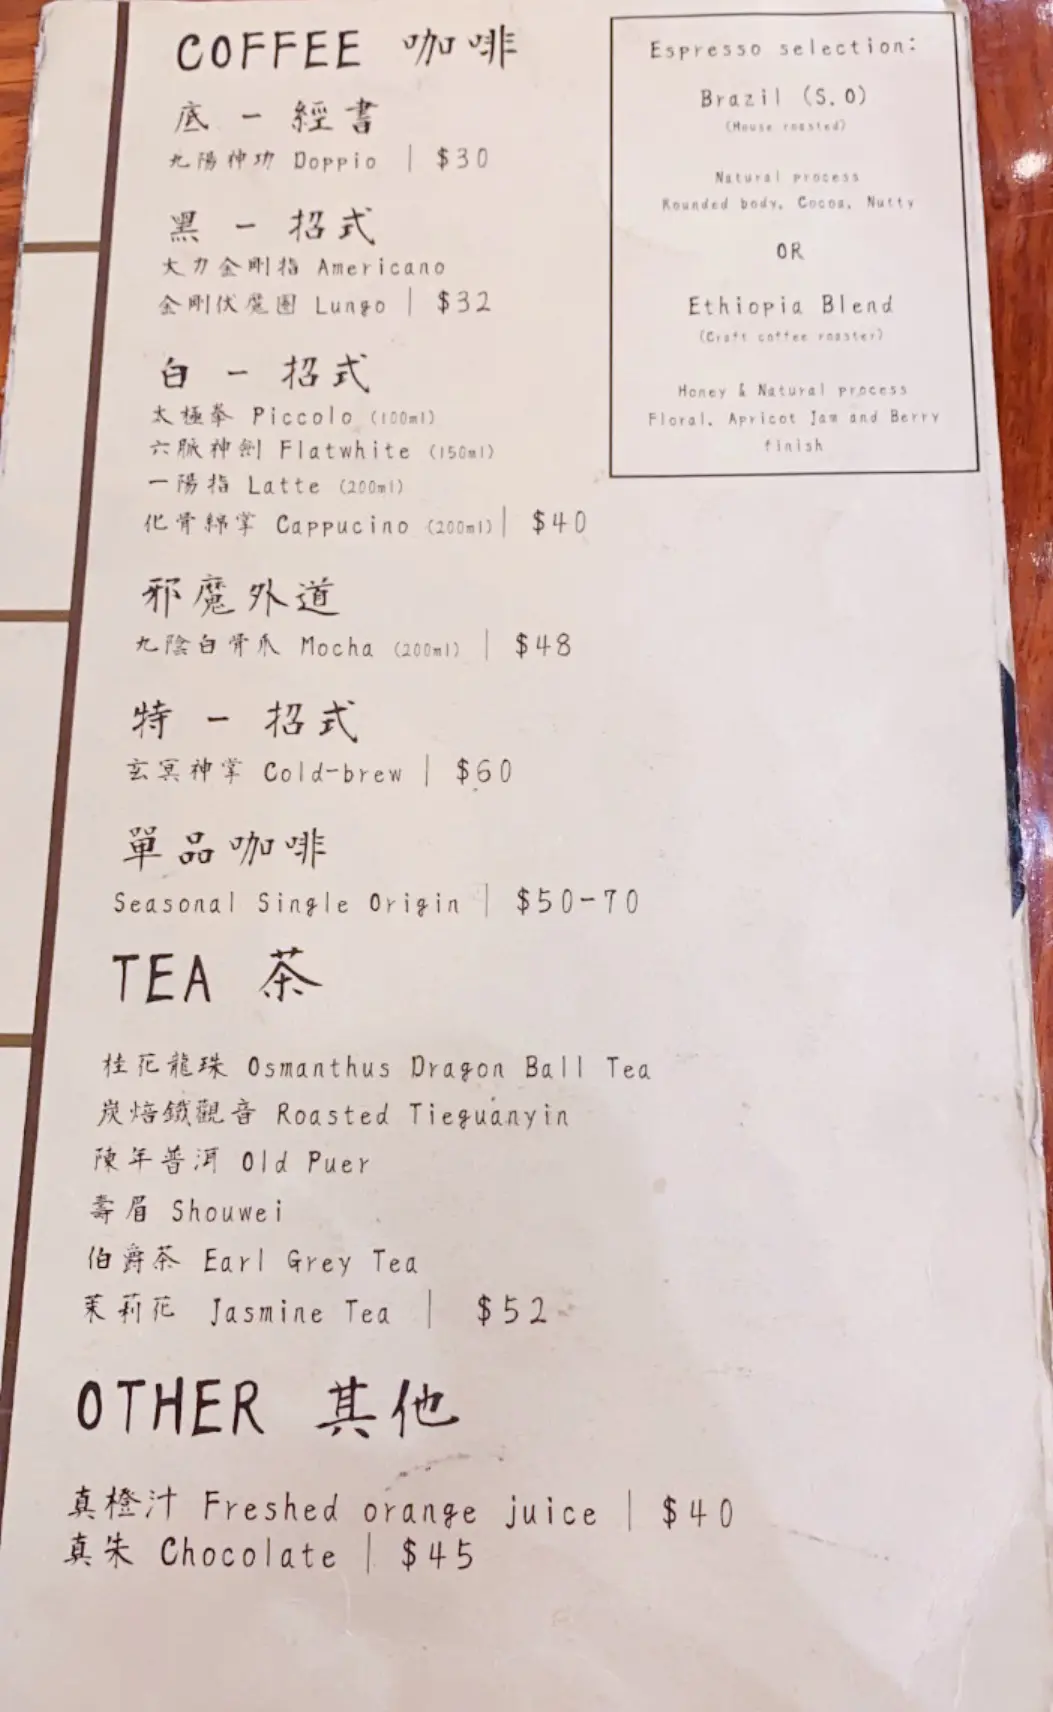 COFFEE 咖啡
底 - 經書
九陽神功 Doppio | $30
黑 - 招式
大力金剛指 Americano
金剛伏魔圈 Lungo | $32
白 - 招式
太極拳 Piccolo (100ml)
六脈神劍 Flatwhite (150ml)
一陽指 Latte (200ml)
化骨綿掌 Cappucino (200ml) | $40
邪魔外道
九陰白骨爪 Mocha (200ml) | $48
特 - 招式
玄冥神掌 Cold-brew | $60
單品咖啡
Seasonal Single Origin | $50-70
TEA 茶
桂花龍珠 Osmanthus Dragon Ball Tea
炭焙鐵觀音 Roasted Tieguanyin
陳年普洱 Old Puer
壽眉 Shouwei
伯爵茶 Earl Grey Tea
茉莉花 Jasmine Tea | $52
OTHER 其他
真橙汁 Freshed orange juice | $40
真朱 Chocolate | $45
Espresso selection:
Brazil (S.O)
(House roasted)
Natural process
Rounded body, Cocoa, Nutty
OR
Ethiopia Blend
(Craft coffee roaster)
Honey & Natural process
Floral, Apricot Jam and Berry
finish